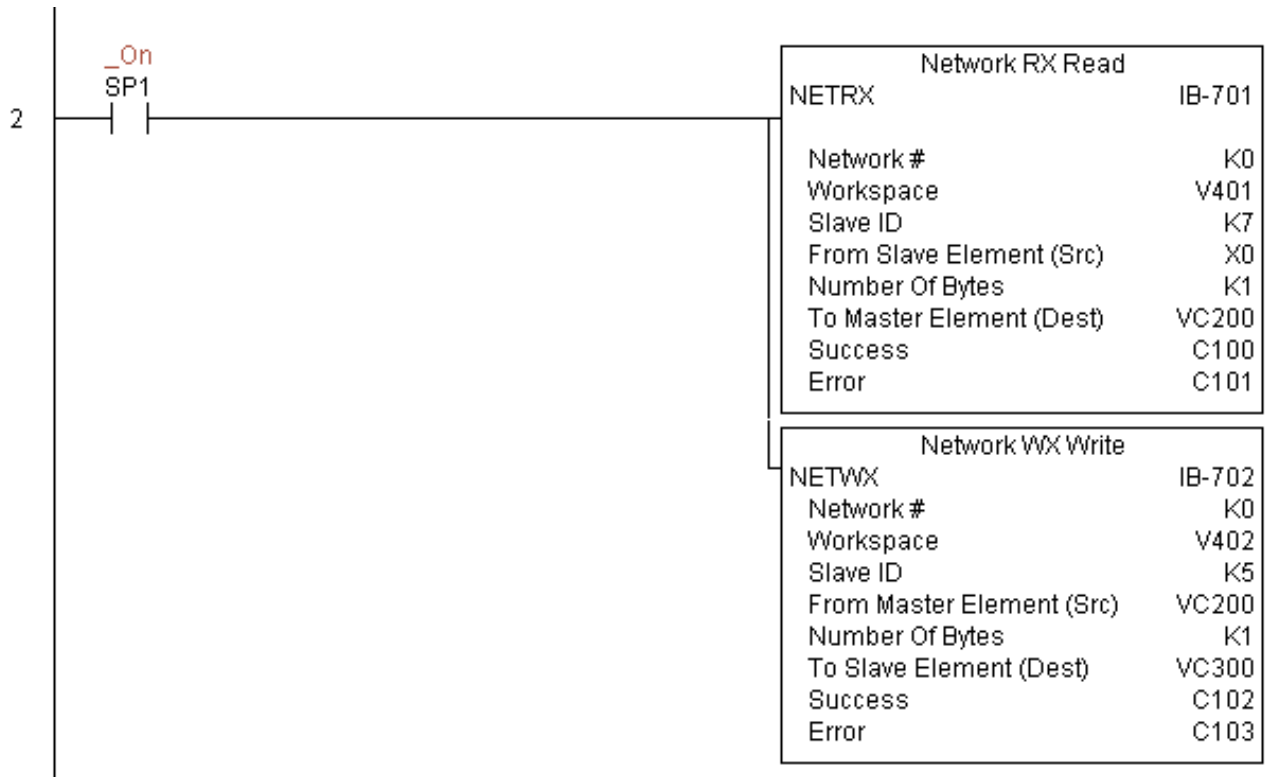 _On
SP1
2
Network RX Read
NETRX IB-701
Network # K0
Workspace V401
Slave ID K7
From Slave Element (Src) X0
Number Of Bytes K1
To Master Element (Dest) VC200
Success C100
Error C101
Network WX Write
NETWX IB-702
Network # K0
Workspace V402
Slave ID K5
From Master Element (Src) VC200
Number Of Bytes K1
To Slave Element (Dest) VC300
Success C102
Error C103